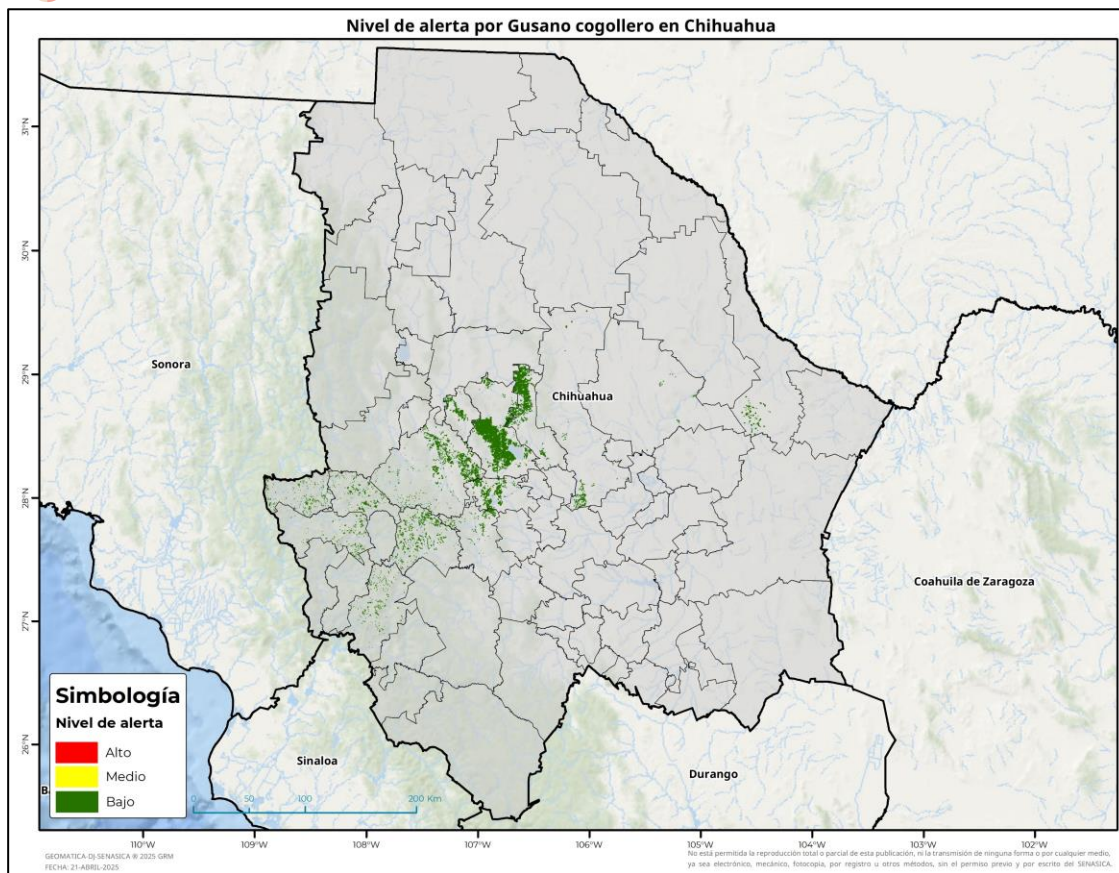 Nivel de alerta por Gusano cogollero en Chihuahua
31°N
30°N
29°N
28°N
27°N
26°N
Sonora
Chihuahua
Coahuila de Zaragoza
Sinaloa
Durango
B
Simbología
Nivel de alerta
Alto
Medio
Bajo
0 50 100 200 Km
110°W 109°W 108°W 107°W 106°W 105°W 104°W 103°W 102°W
GEOMATICA-DJ-SENASICA ® 2025 GRM
FECHA: 21-ABRIL-2025
No está permitida la reproducción total o parcial de esta publicación, ni la transmisión de ninguna forma o por cualquier medio,
ya sea electrónico, mecánico, fotocopia, por registro u otros métodos, sin el permiso previo y por escrito del SENASICA.